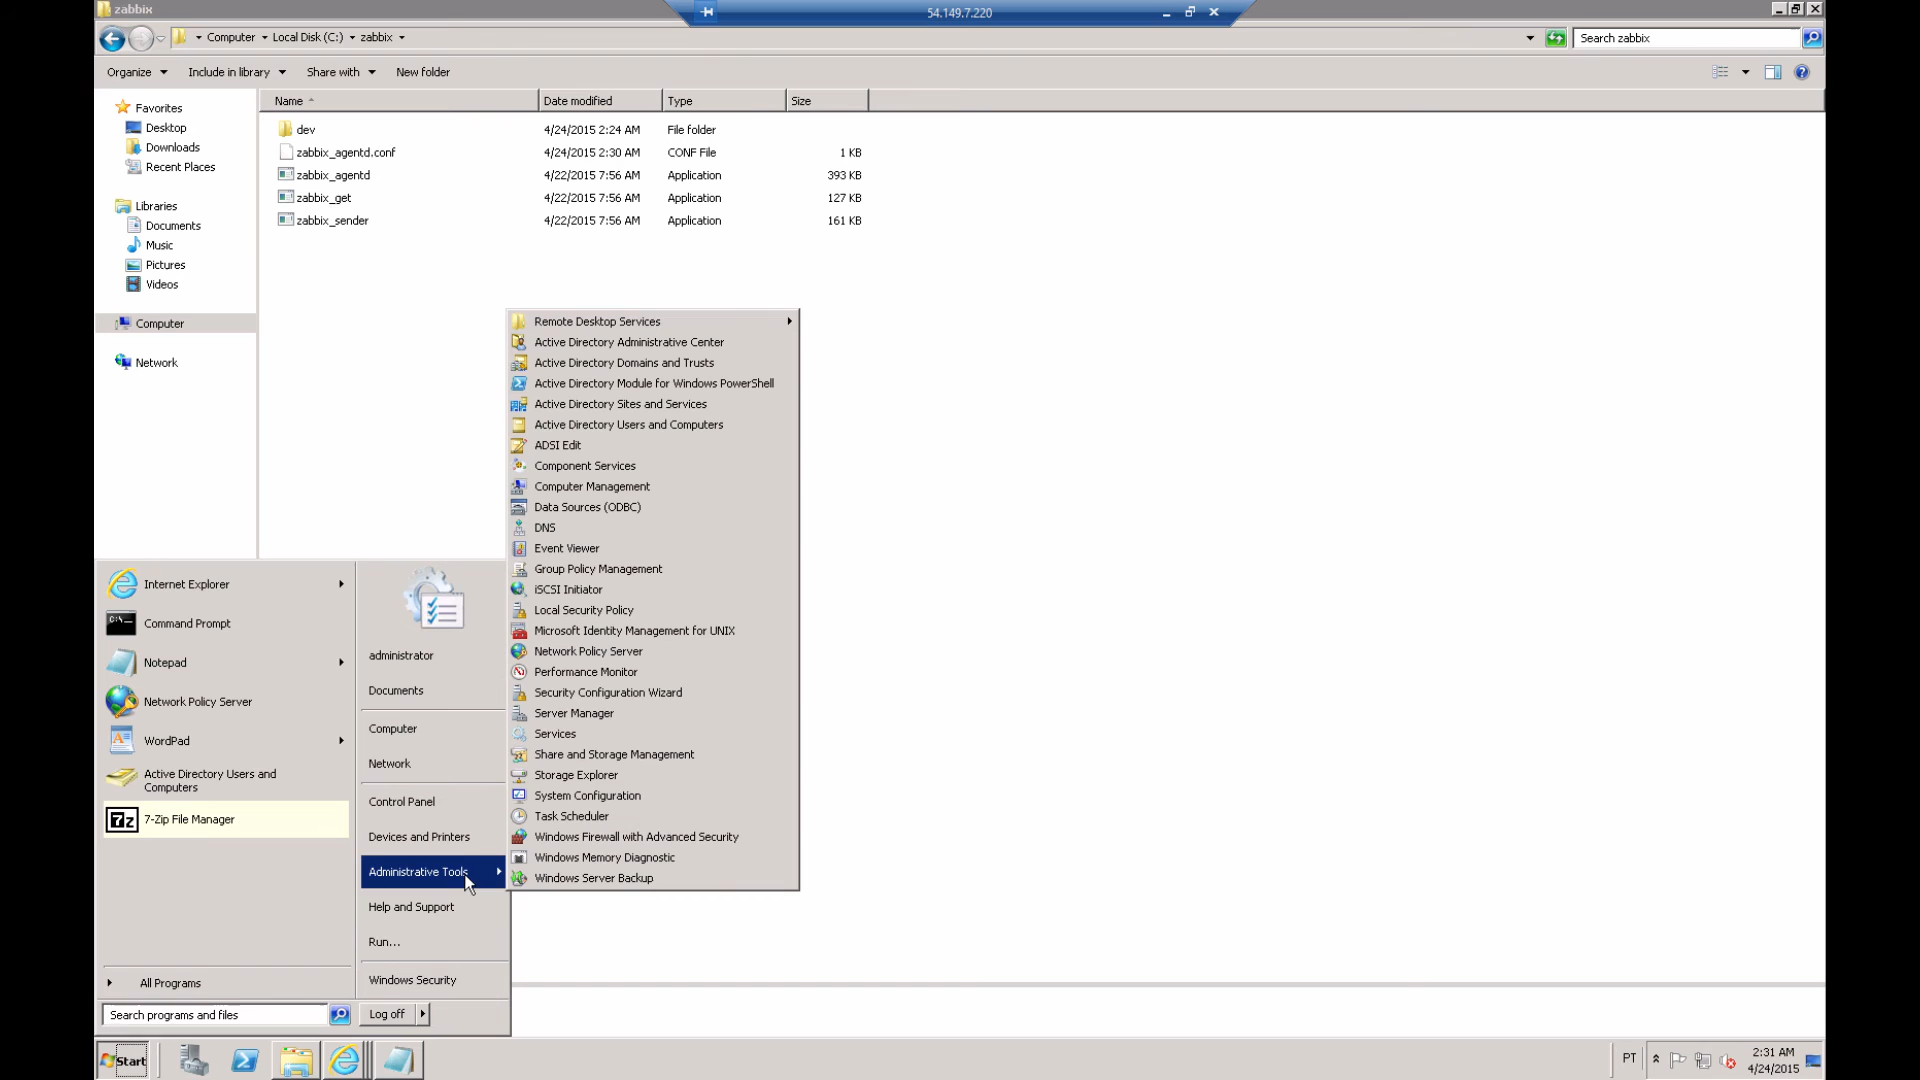 zabbix
54.149.7.220
Computer Local Disk (C:) zabbix
Search zabbix
Organize Include in library Share with New folder
Name Date modified Type Size
Favorites
Desktop
Downloads
Recent Places
Libraries
Documents
Music
Pictures
Videos
Computer
Network
dev 4/24/2015 2:24 AM File folder
zabbix_agentd.conf 4/24/2015 2:30 AM CONF File 1 KB
zabbix_agentd 4/22/2015 7:56 AM Application 393 KB
zabbix_get 4/22/2015 7:56 AM Application 127 KB
zabbix_sender 4/22/2015 7:56 AM Application 161 KB
Remote Desktop Services
Active Directory Administrative Center
Active Directory Domains and Trusts
Active Directory Module for Windows PowerShell
Active Directory Sites and Services
Active Directory Users and Computers
ADSI Edit
Component Services
Computer Management
Data Sources (ODBC)
DNS
Event Viewer
Group Policy Management
iSCSI Initiator
Local Security Policy
Microsoft Identity Management for UNIX
Network Policy Server
Performance Monitor
Security Configuration Wizard
Server Manager
Services
Share and Storage Management
Storage Explorer
System Configuration
Task Scheduler
Windows Firewall with Advanced Security
Windows Memory Diagnostic
Windows Server Backup
Internet Explorer
C:\_
Command Prompt
Notepad
Network Policy Server
WordPad
Active Directory Users and
Computers
7z 7-Zip File Manager
All Programs
Search programs and files
administrator
Documents
Computer
Network
Control Panel
Devices and Printers
Administrative Tools
Help and Support
Run...
Windows Security
Log off
Start
PT
2:31 AM
4/24/2015